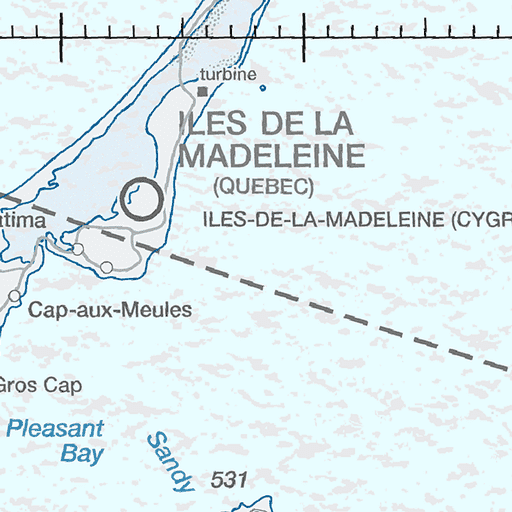 turbine
ILES DE LA
MADELEINE
(QUEBEC)
ILES-DE-LA-MADELEINE (CYGR
atima
Cap-aux-Meules
Gros Cap
Pleasant
Bay
Sandy
531